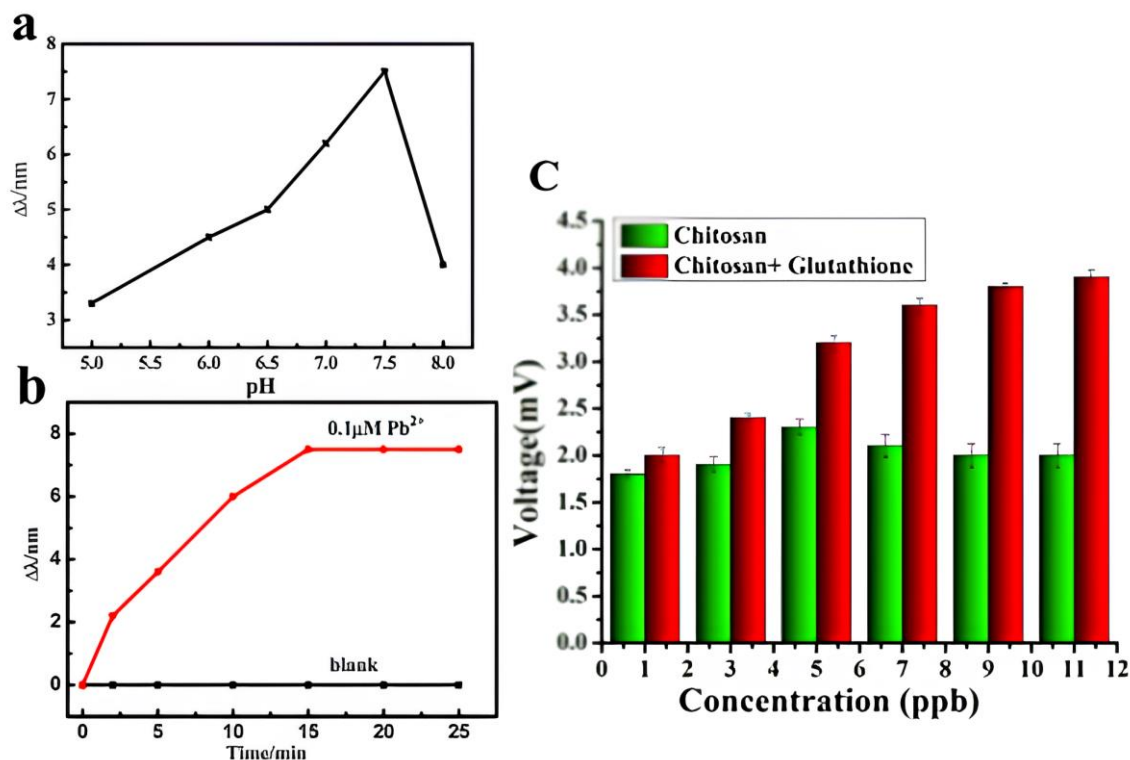 a
8
7
6
5
4
3
Δλ/nm
5.0 5.5 6.0 6.5 7.0 7.5 8.0
pH
b
8
6
4
2
0
Δλ/nm
0.1μM Pb²⁺
blank
0 5 10 15 20 25
Time/min
C
4.5
4.0
3.5
3.0
2.5
2.0
1.5
1.0
0.5
0.0
Voltage(mV)
Chitosan
Chitosan+ Glutathione
0 1 2 3 4 5 6 7 8 9 10 11 12
Concentration (ppb)